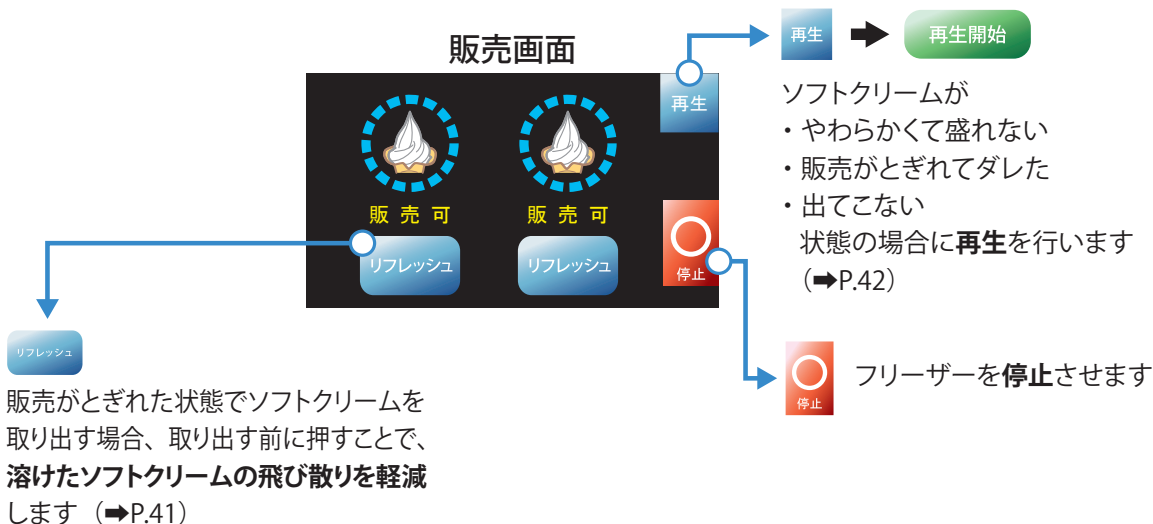 販売画面
再生
販売可
販売可
リフレッシュ
リフレッシュ
停止
再生 ➡ 再生開始
ソフトクリームが
・やわらかくて盛れない
・販売がとぎれてダレた
・出てこない
状態の場合に再生を行います
（➡P.42）
停止
フリーザーを停止させます
リフレッシュ
販売がとぎれた状態でソフトクリームを
取り出す場合、取り出す前に押すことで、
溶けたソフトクリームの飛び散りを軽減
します（➡P.41）